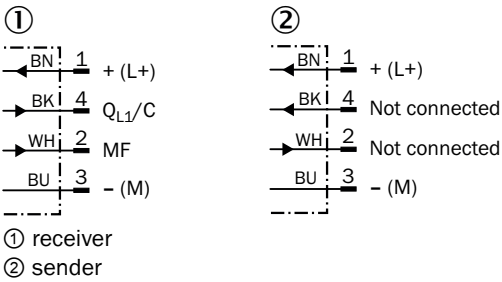 ① ②
BN 1 + (L+) BN 1 + (L+)
BK 4 QL1/C BK 4 Not connected
WH 2 MF WH 2 Not connected
BU 3 – (M) BU 3 – (M)
① receiver
② sender